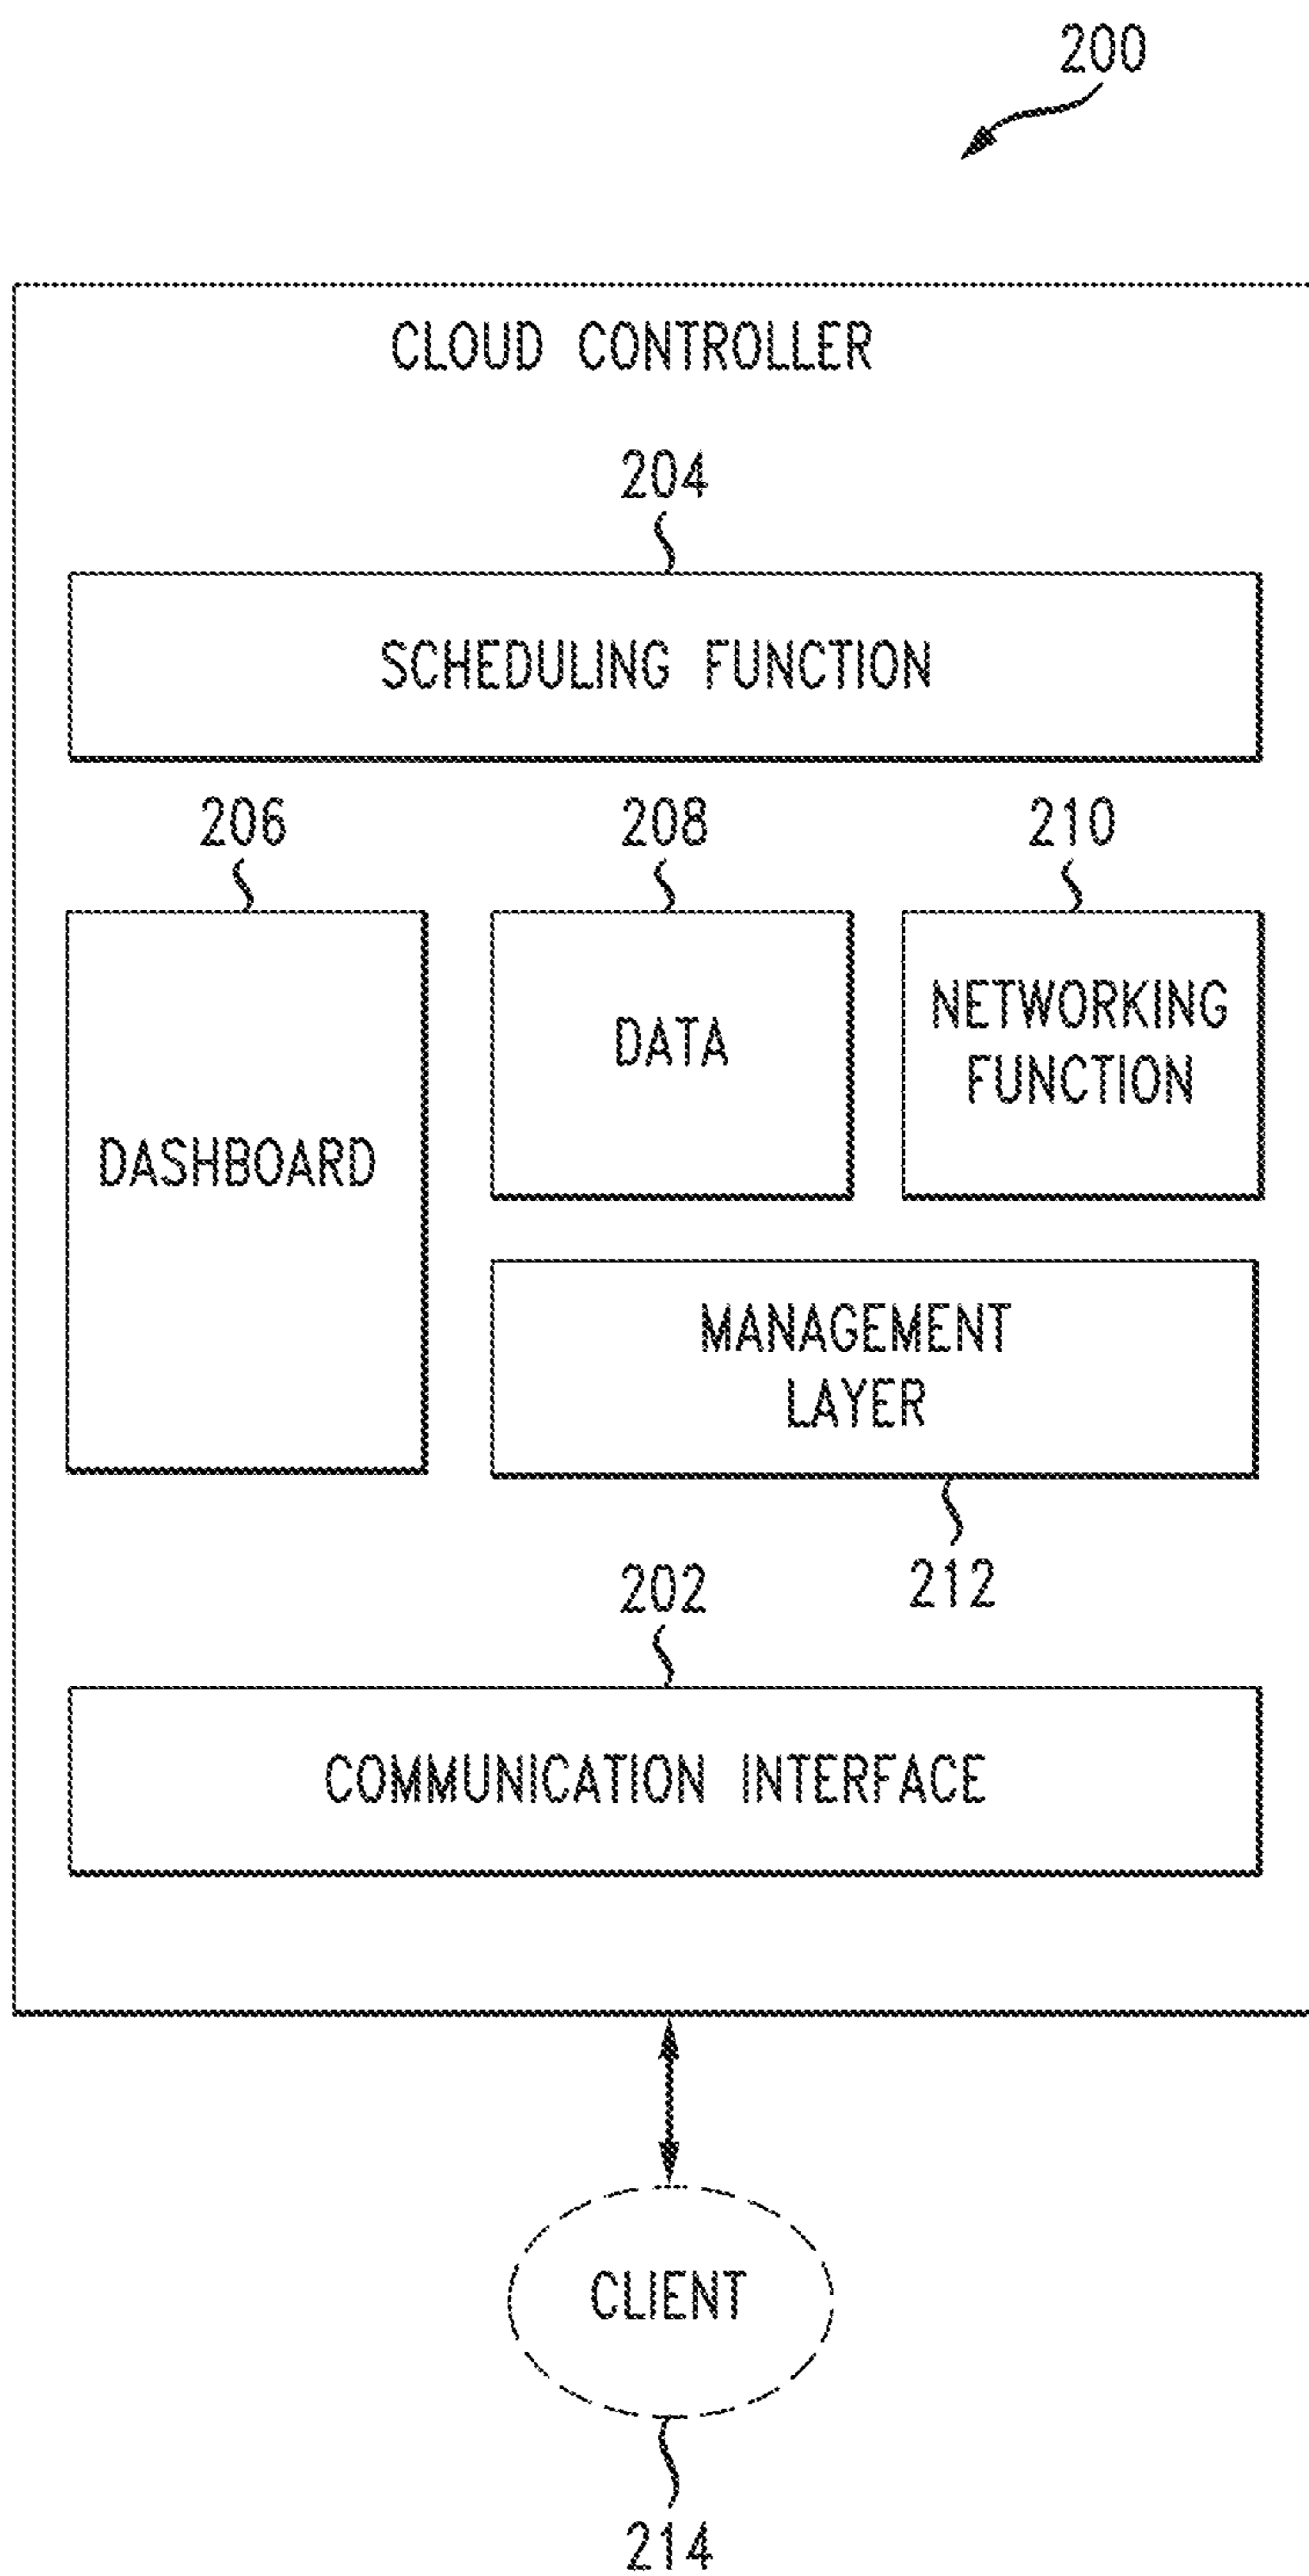 200
CLOUD CONTROLLER
204
SCHEDULING FUNCTION
206
208
210
DASHBOARD
DATA
NETWORKING
FUNCTION
MANAGEMENT
LAYER
212
202
COMMUNICATION INTERFACE
CLIENT
214